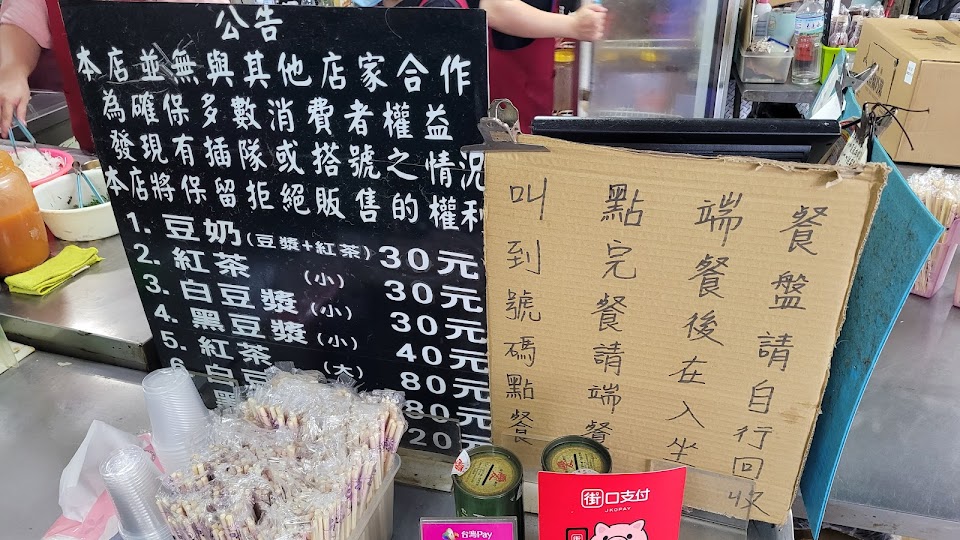 公告
本店並無與其他店家合作
為確保多數消費者權益
發現有插隊或搭號之情況
本店將保留拒絕販售的權利
1. 豆奶(豆漿+紅茶) 30元
2. 紅茶 (小) 30元
3. 白豆漿 (小) 30元
4. 黑豆漿 (小) 40元
5. 紅茶 (大) 80元
80元
20元
叫到號碼點餐
點完餐請端餐
端餐後在入坐
餐盤請自行回收
街口支付
JKOPAY
台灣Pay